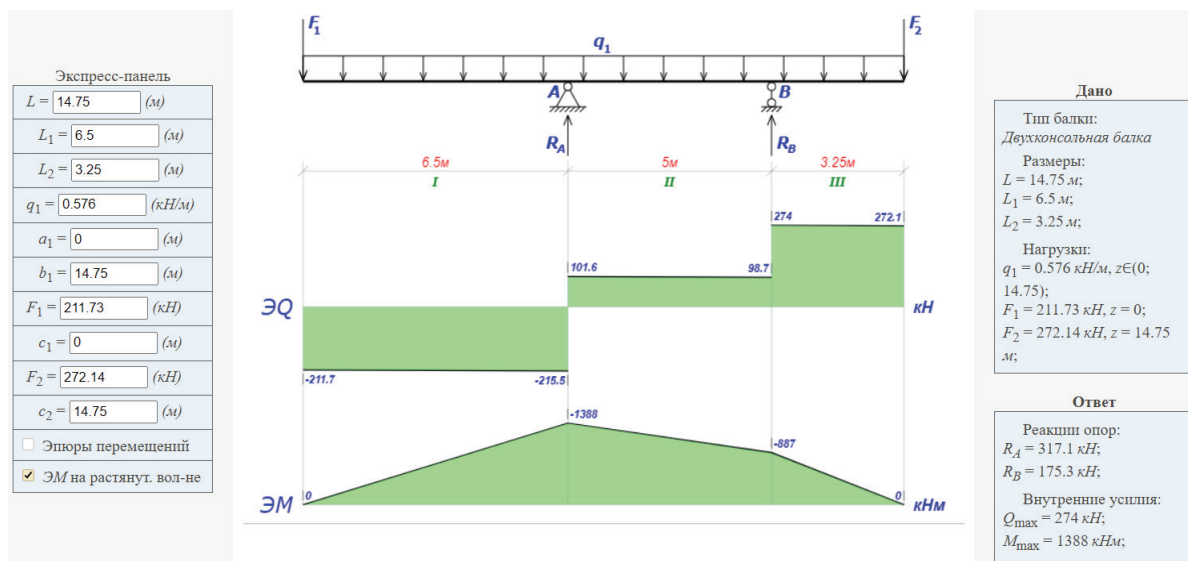 Экспресс-панель
L = 14.75 (м)
L1 = 6.5 (м)
L2 = 3.25 (м)
q1 = 0.576 (кН/м)
a1 = 0 (м)
b1 = 14.75 (м)
F1 = 211.73 (кН)
c1 = 0 (м)
F2 = 272.14 (кН)
c2 = 14.75 (м)
Эпюры перемещений
ЭМ на растянут. вол-не
F1
q1
F2
A
B
RA
RB
6.5м
5м
3.25м
I
II
III
274
272.1
101.6
98.7
ЭQ
кН
-211.7
-215.5
-1388
-887
0
0
ЭМ
кНм
Дано
Тип балки:
Двухконсольная балка
Размеры:
L = 14.75 м;
L1 = 6.5 м;
L2 = 3.25 м;
Нагрузки:
q1 = 0.576 кН/м, z∈(0;
14.75);
F1 = 211.73 кН, z = 0;
F2 = 272.14 кН, z = 14.75
м;
Ответ
Реакции опор:
RA = 317.1 кН;
RB = 175.3 кН;
Внутренние усилия:
Qmax = 274 кН;
Mmax = 1388 кНм;